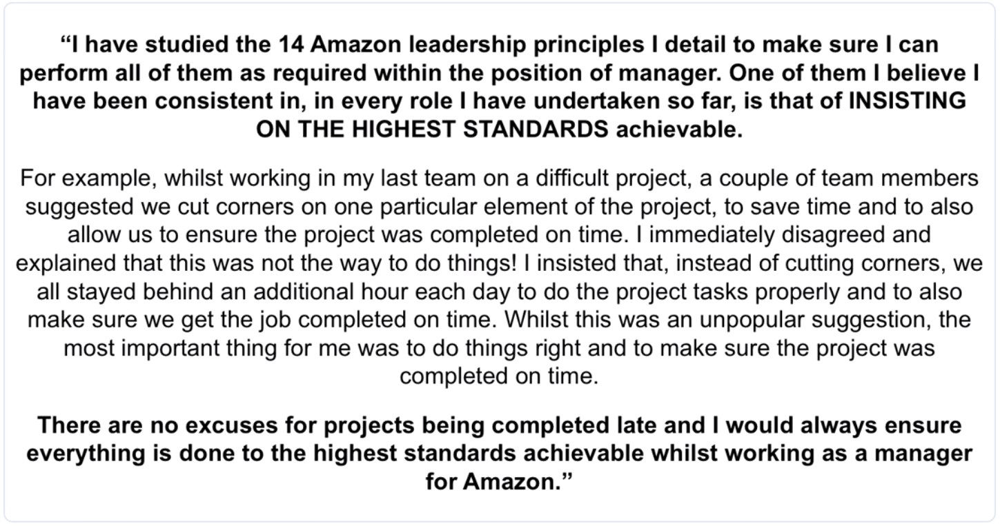 “I have studied the 14 Amazon leadership principles I detail to make sure I can
perform all of them as required within the position of manager. One of them I believe I
have been consistent in, in every role I have undertaken so far, is that of INSISTING
ON THE HIGHEST STANDARDS achievable.
For example, whilst working in my last team on a difficult project, a couple of team members
suggested we cut corners on one particular element of the project, to save time and to also
allow us to ensure the project was completed on time. I immediately disagreed and
explained that this was not the way to do things! I insisted that, instead of cutting corners, we
all stayed behind an additional hour each day to do the project tasks properly and to also
make sure we get the job completed on time. Whilst this was an unpopular suggestion, the
most important thing for me was to do things right and to make sure the project was
completed on time.
There are no excuses for projects being completed late and I would always ensure
everything is done to the highest standards achievable whilst working as a manager
for Amazon.”